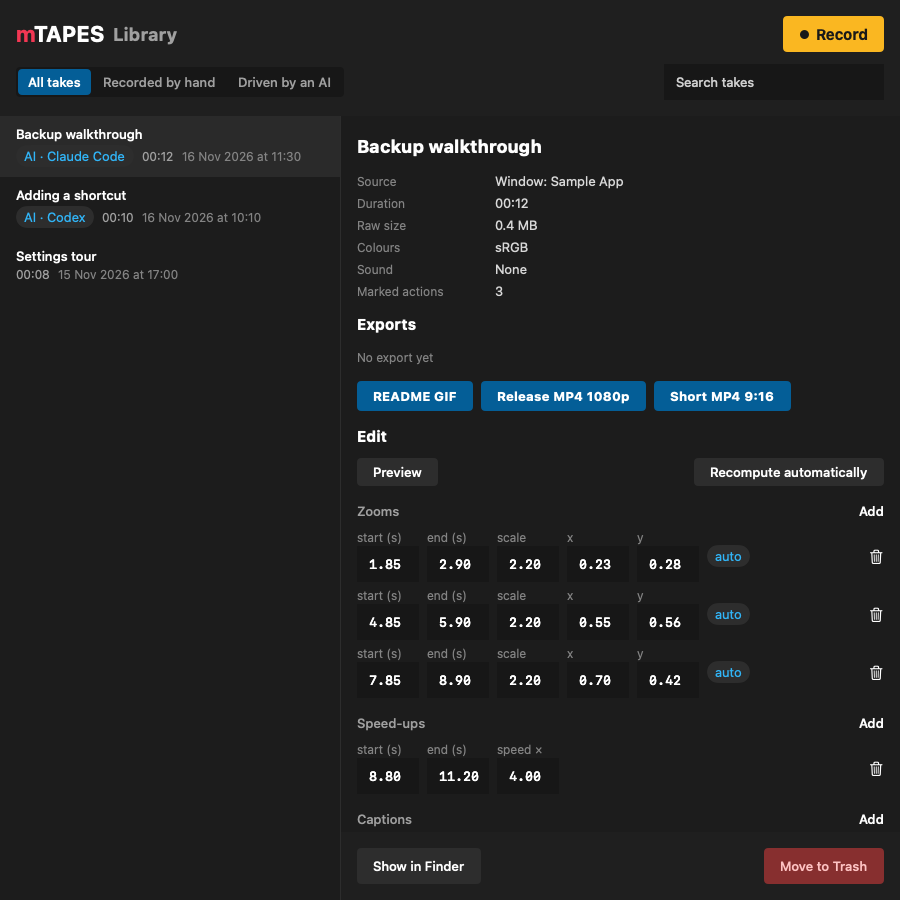 mTAPES Library
Record
All takes Recorded by hand Driven by an AI
Search takes
Backup walkthrough
AI · Claude Code 00:12 16 Nov 2026 at 11:30
Adding a shortcut
AI · Codex 00:10 16 Nov 2026 at 10:10
Settings tour
00:08 15 Nov 2026 at 17:00
Backup walkthrough
Source Window: Sample App
Duration 00:12
Raw size 0.4 MB
Colours sRGB
Sound None
Marked actions 3
Exports
No export yet
README GIF Release MP4 1080p Short MP4 9:16
Edit
Preview Recompute automatically
Zooms Add
start (s) end (s) scale x y
1.85 2.90 2.20 0.23 0.28 auto
start (s) end (s) scale x y
4.85 5.90 2.20 0.55 0.56 auto
start (s) end (s) scale x y
7.85 8.90 2.20 0.70 0.42 auto
Speed-ups Add
start (s) end (s) speed ×
8.80 11.20 4.00
Captions Add
Show in Finder Move to Trash